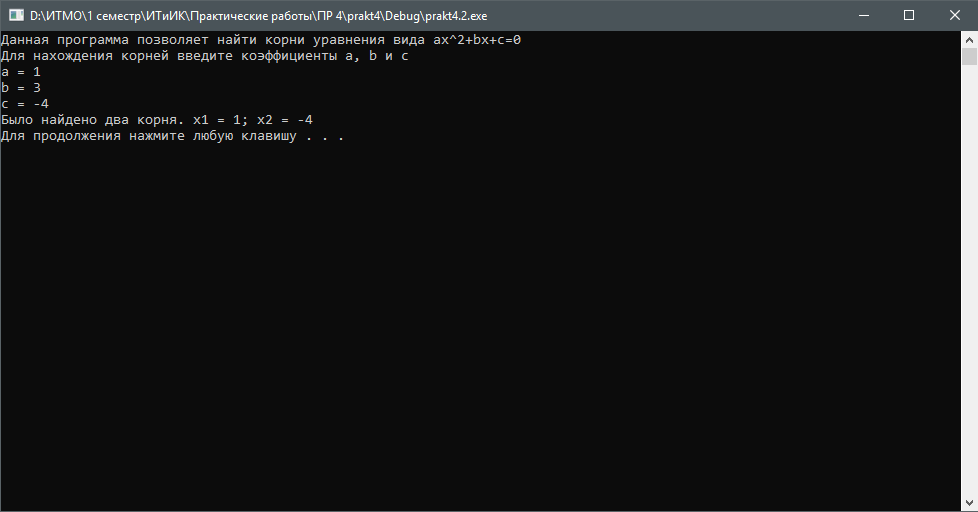 D:\ИТМО\1 семестр\ИТиИК\Практические работы\ПР 4\prakt4\Debug\prakt4.2.exe
Данная программа позволяет найти корни уравнения вида ax^2+bx+c=0
Для нахождения корней введите коэффициенты a, b и c
a = 1
b = 3
c = -4
Было найдено два корня. x1 = 1; x2 = -4
Для продолжения нажмите любую клавишу . . .